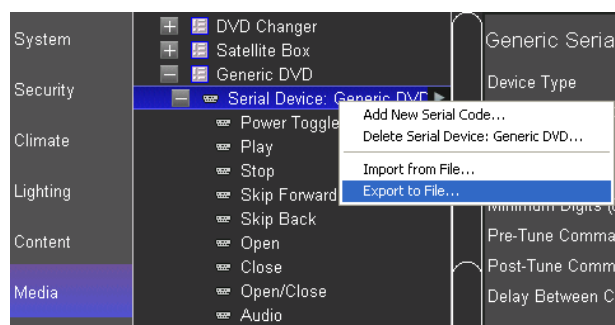 System
Security
Climate
Lighting
Content
Media
DVD Changer
Satellite Box
Generic DVD
Serial Device: Generic DVD
Power Toggle
Play
Stop
Skip Forward
Skip Back
Open
Close
Open/Close
Audio
Add New Serial Code...
Delete Serial Device: Generic DVD...
Import from File...
Export to File...
Generic Seria
Device Type
Minimum Digits (
Pre-Tune Comma
Post-Tune Comm
Delay Between C